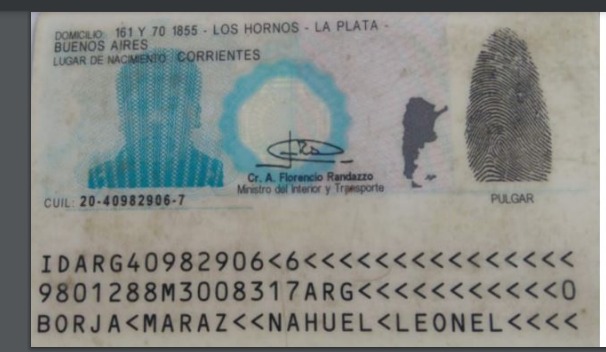 DOMICILIO: 161 Y 70 1855 - LOS HORNOS - LA PLATA -
BUENOS AIRES
LUGAR DE NACIMIENTO: CORRIENTES
Cr. A. Florencio Randazzo
Ministro del Interior y Transporte
CUIL: 20-40982906-7
PULGAR
IDARG40982906<6<<<<<<<<<<<<<<<
9801288M3008317ARG<<<<<<<<<<<0
BORJA<MARAZ<<NAHUEL<LEONEL<<<<